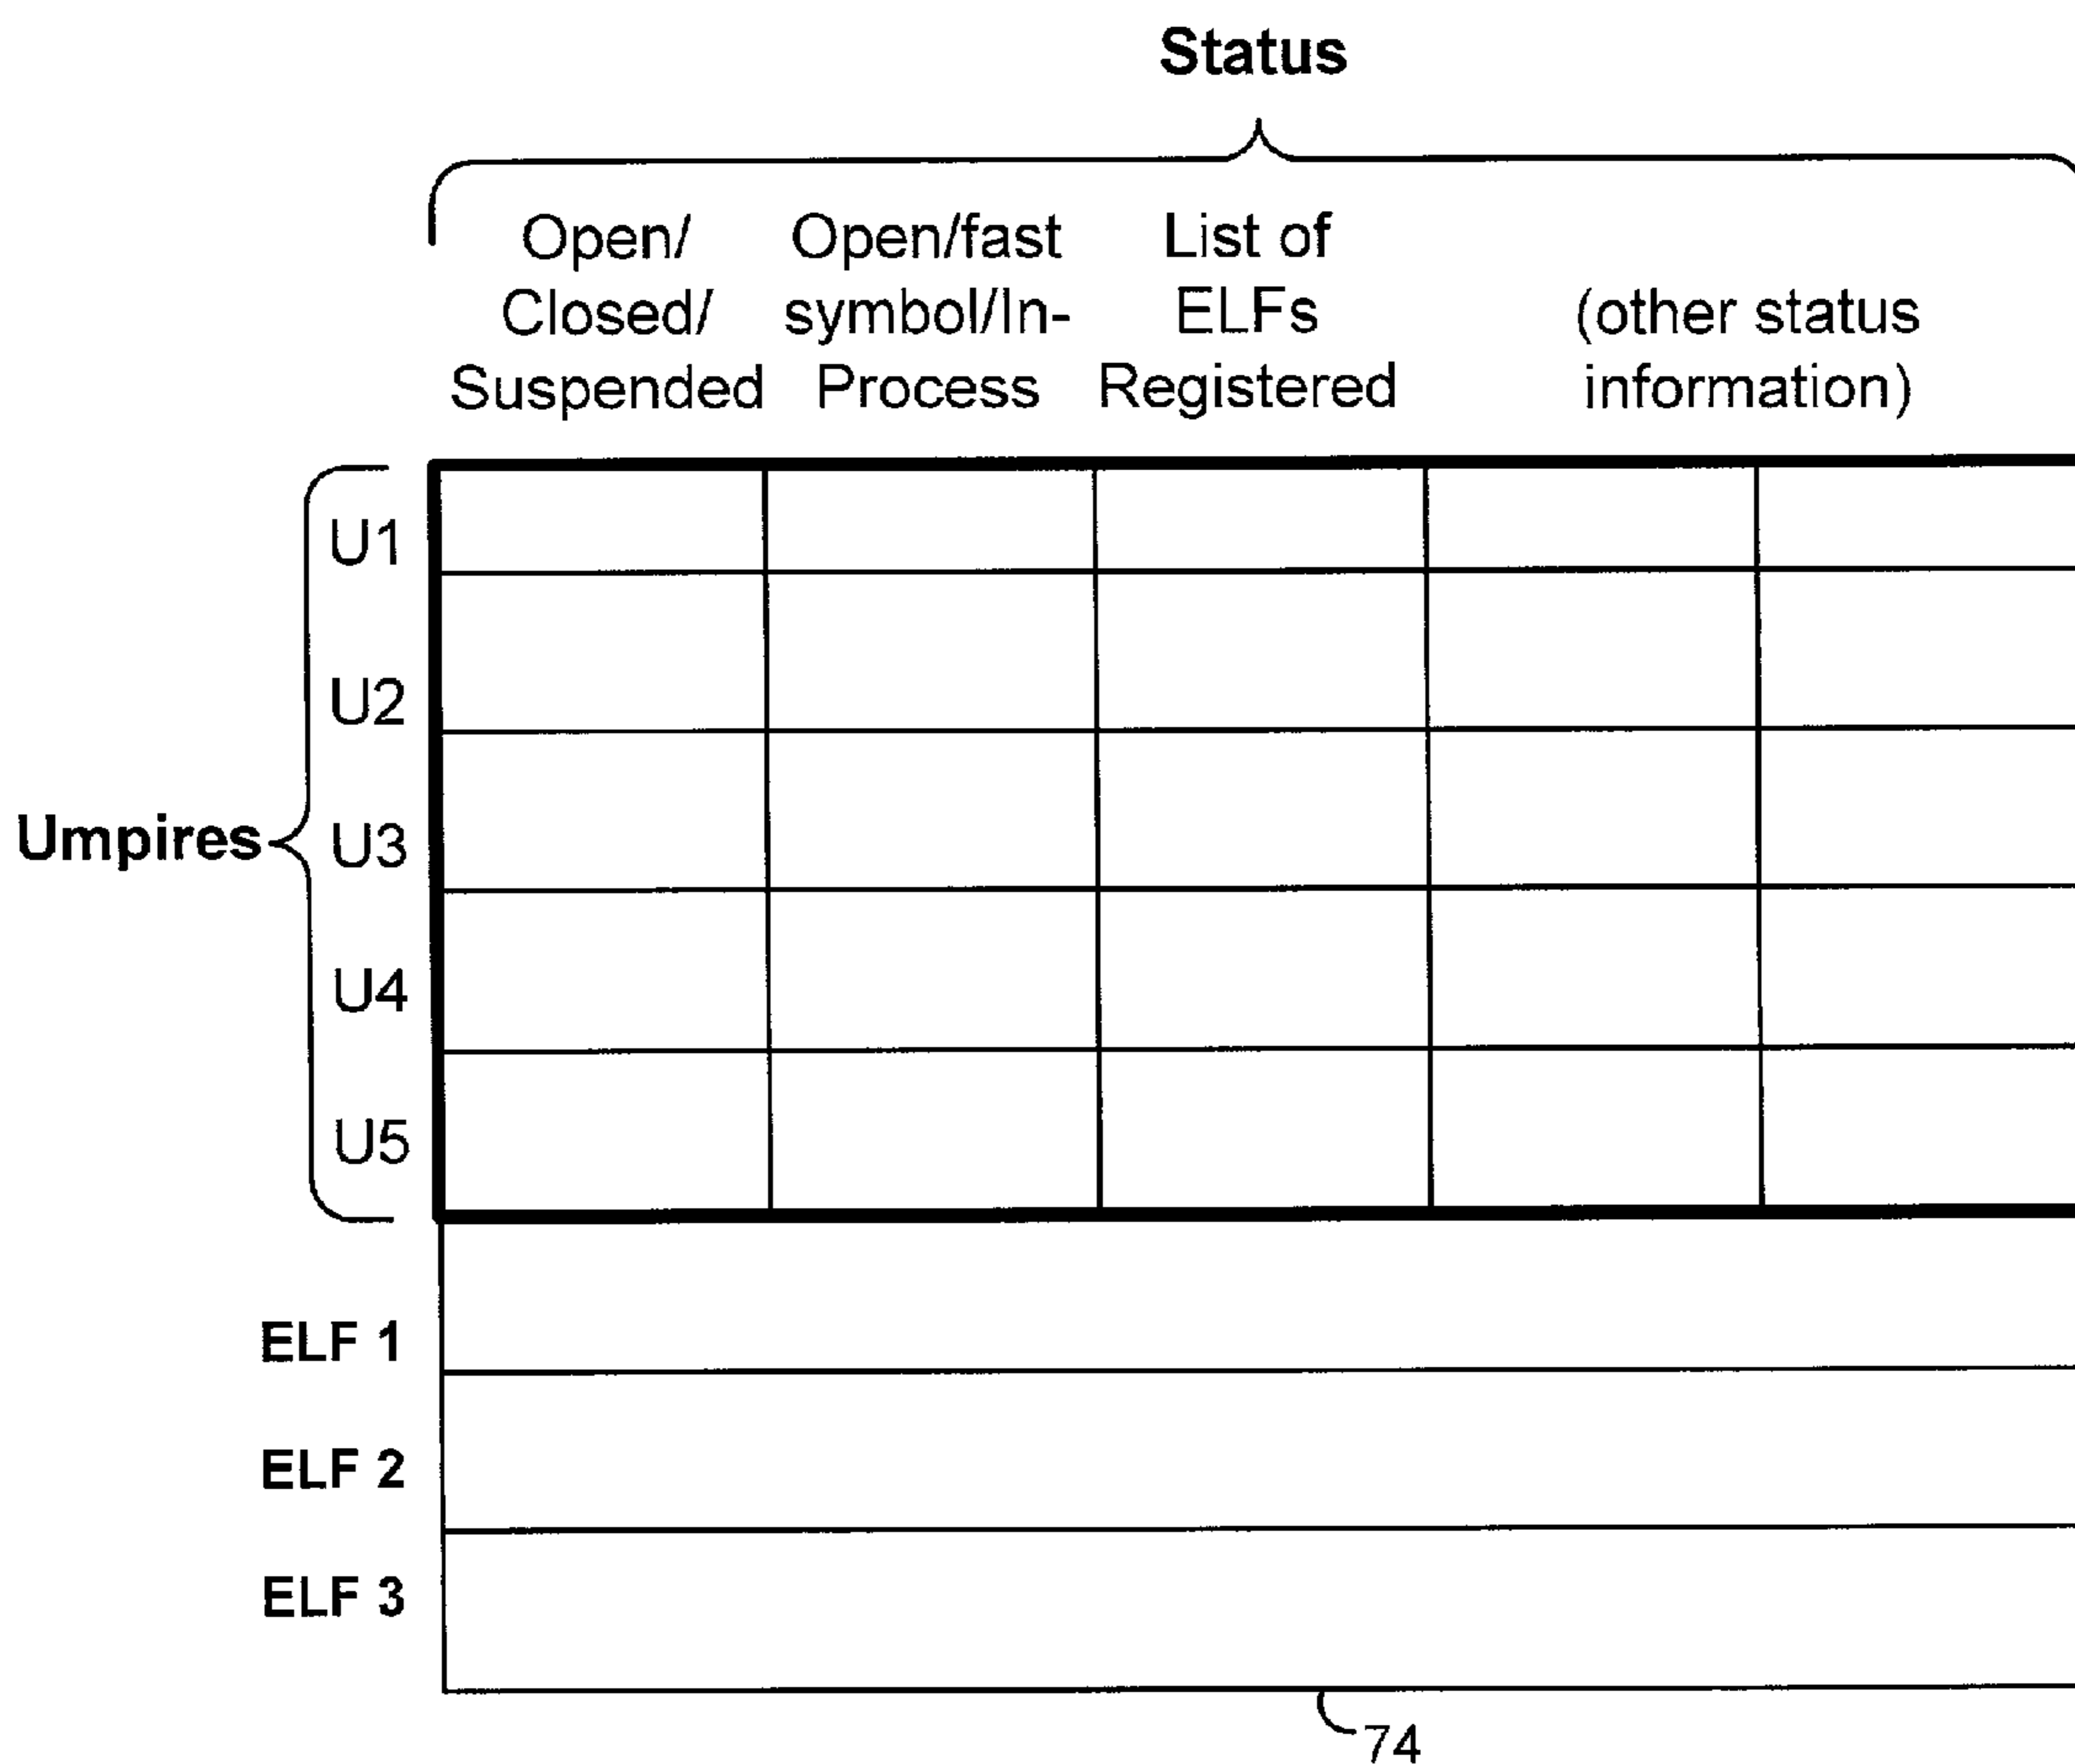 Status
Open/
Closed/
Suspended
Open/fast
symbol/In-
Process
List of
ELFs
Registered
(other status
information)
Umpires
U1
U2
U3
U4
U5
ELF 1
ELF 2
ELF 3
74